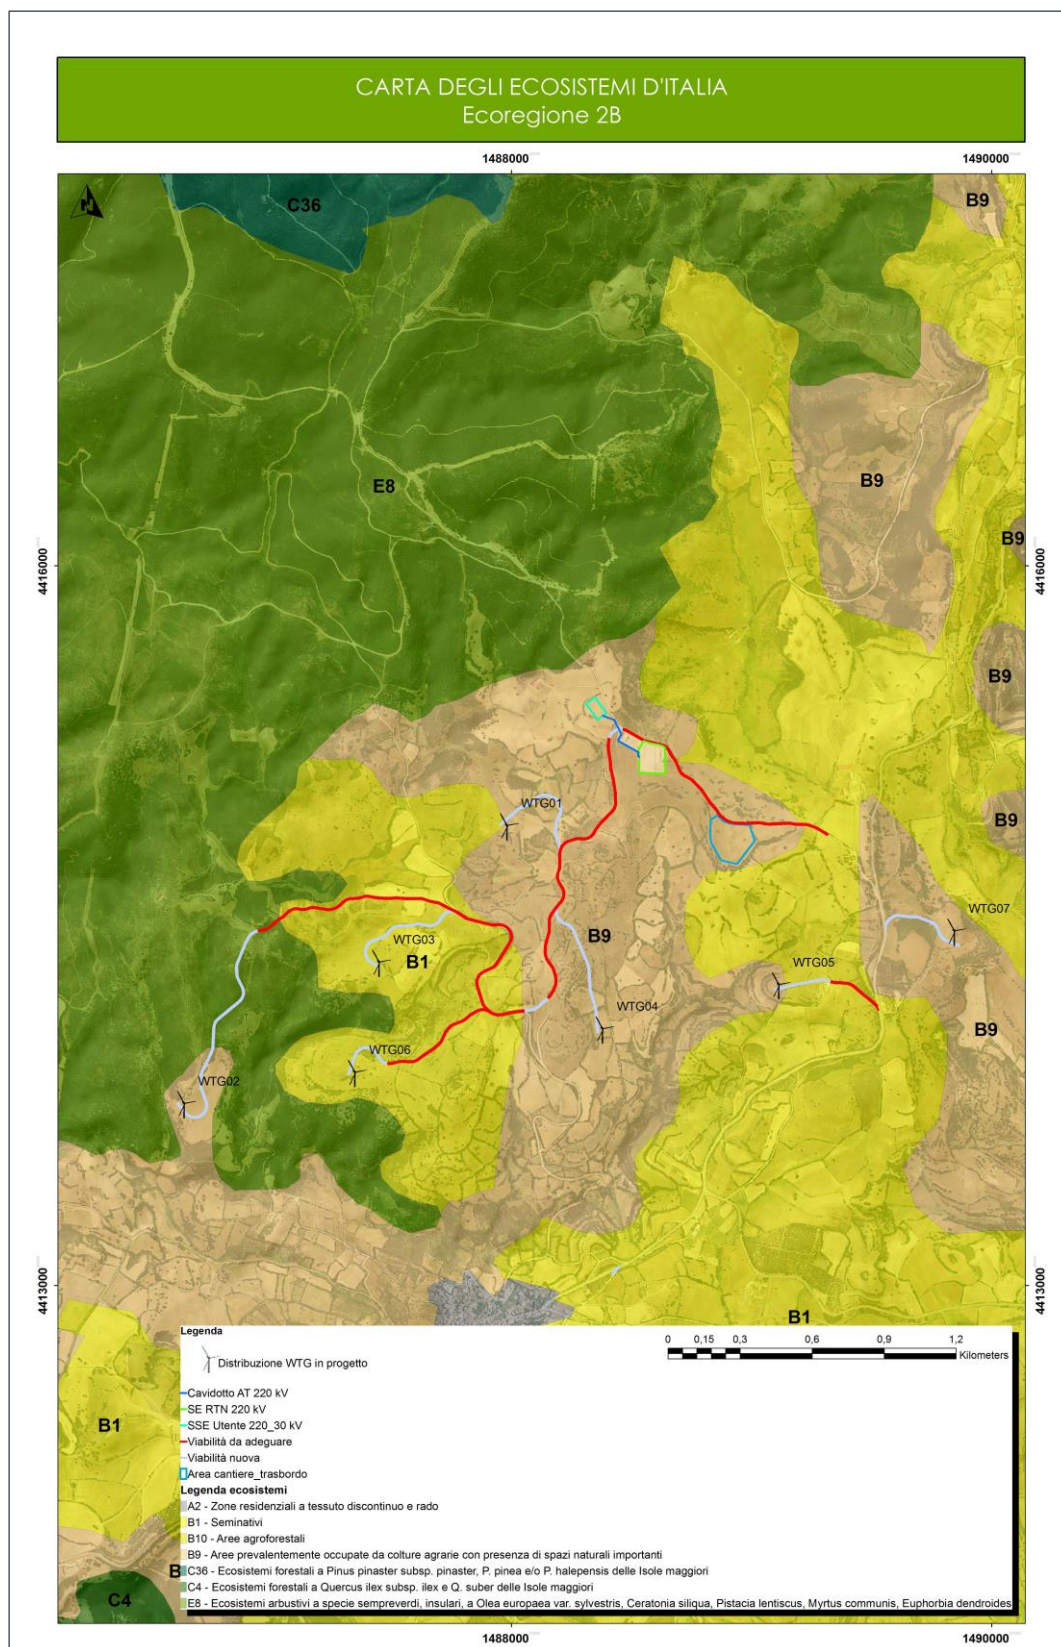 CARTA DEGLI ECOSISTEMI D'ITALIA
Ecoregione 2B
1488000
1490000
C36
B9
B9
E8
B9
4416000
4416000
B9
B9
WTG01
WTG07
WTG03
B9
B1
WTG05
WTG04
B9
WTG06
WTG02
4413000
4413000
B1
Legenda
0 0,15 0,3 0,6 0,9 1,2
Kilometers
Distribuzione WTG in progetto
Cavidotto AT 220 kV
SE RTN 220 kV
B1
SSE Utente 220_30 kV
Viabilità da adeguare
Viabilità nuova
Area cantiere_trasbordo
Legenda ecosistemi
A2 - Zone residenziali a tessuto discontinuo e rado
B1 - Seminativi
B10 - Aree agroforestali
B9 - Aree prevalentemente occupate da colture agrarie con presenza di spazi naturali importanti
C36 - Ecosistemi forestali a Pinus pinaster subsp. pinaster, P. pinea e/o P. halepensis delle Isole maggiori
C4 - Ecosistemi forestali a Quercus ilex subsp. ilex e Q. suber delle Isole maggiori
C4
E8 - Ecosistemi arbustivi a specie sempreverdi, insulari, a Olea europaea var. sylvestris, Ceratonia siliqua, Pistacia lentiscus, Myrtus communis, Euphorbia dendroides
1488000
1490000